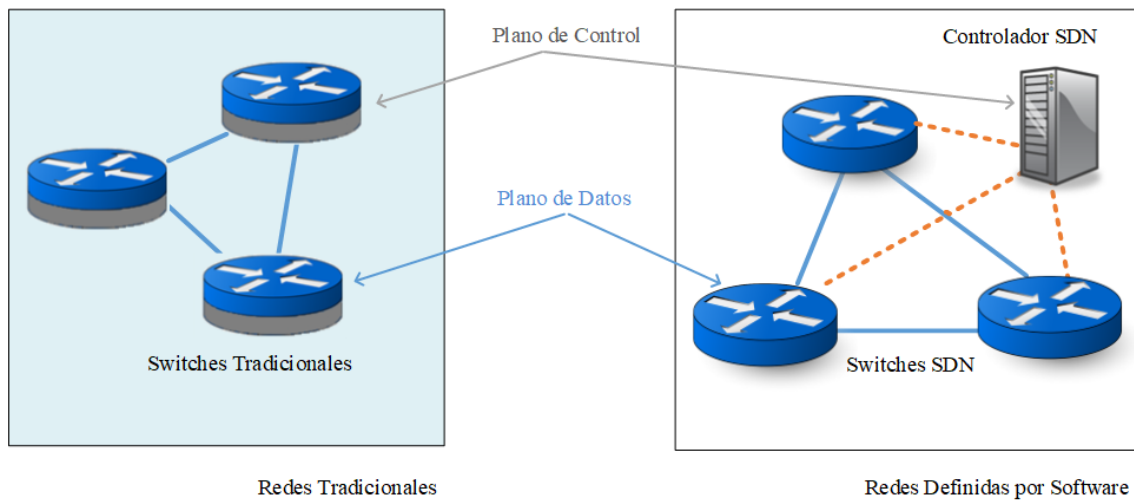 Plano de Control
Controlador SDN
Plano de Datos
Switches Tradicionales
Switches SDN
Redes Tradicionales
Redes Definidas por Software